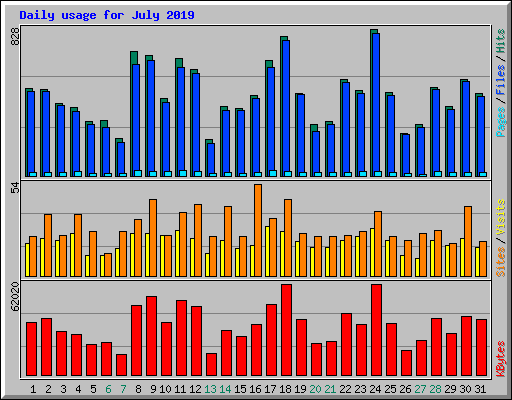 Daily usage for July 2019
828
Pages / Files / Hits
54
Sites / Visits
62020
KBytes
1 2 3 4 5 6 7 8 9 10 11 12 13 14 15 16 17 18 19 20 21 22 23 24 25 26 27 28 29 30 31